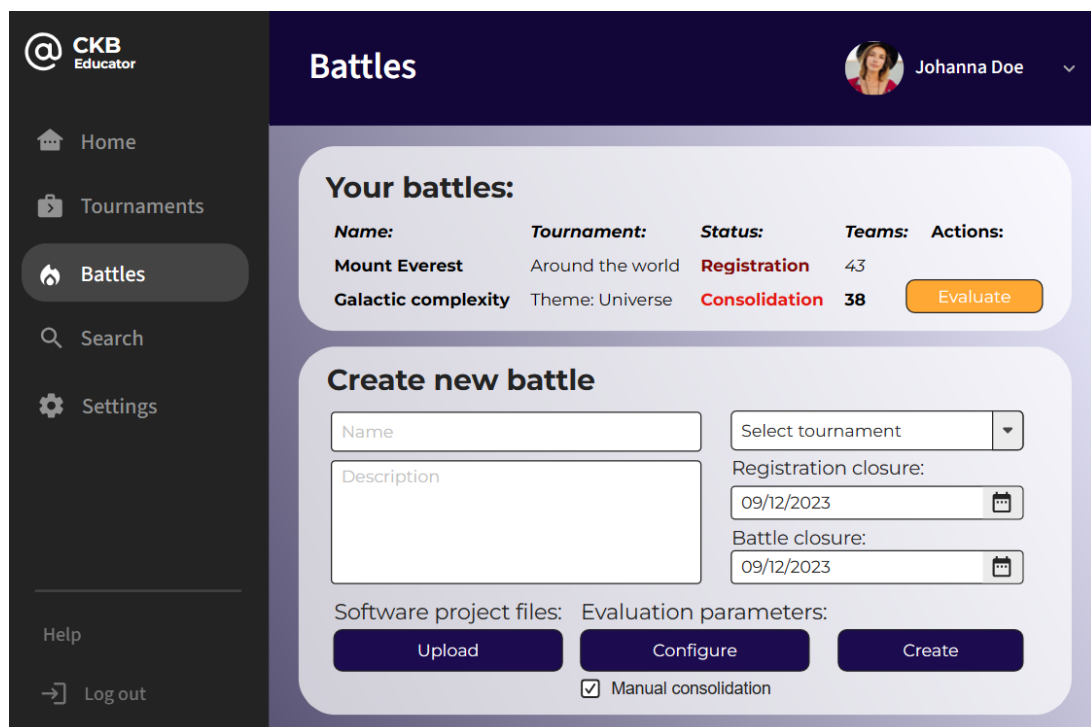 CKB
Educator
Home
Tournaments
Battles
Search
Settings
Help
Log out
Battles
Johanna Doe
Your battles:
Name: Tournament: Status: Teams: Actions:
Mount Everest Around the world Registration 43
Galactic complexity Theme: Universe Consolidation 38 Evaluate
Create new battle
Name Select tournament
Description Registration closure:
09/12/2023
Battle closure:
09/12/2023
Software project files: Evaluation parameters:
Upload Configure Create
Manual consolidation